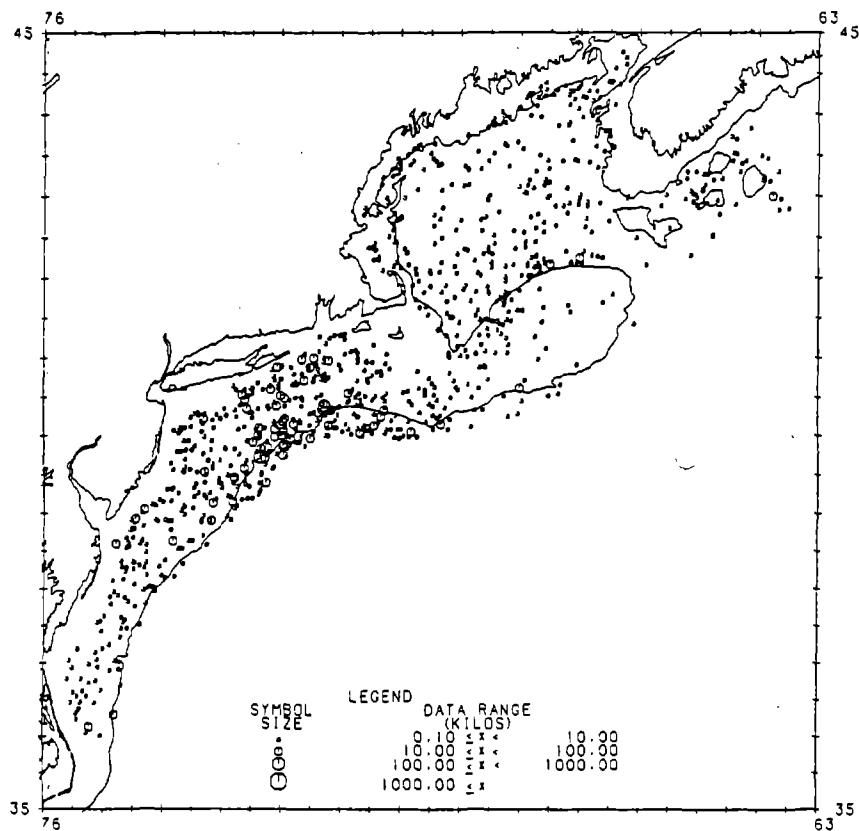 76 63
45 45
LEGEND
SYMBOL DATA RANGE
SIZE (KILOS)
0.10 ≤ x < 10.00
10.00 ≤ x < 100.00
100.00 ≤ x < 1000.00
1000.00 ≤ x
35 35
76 63